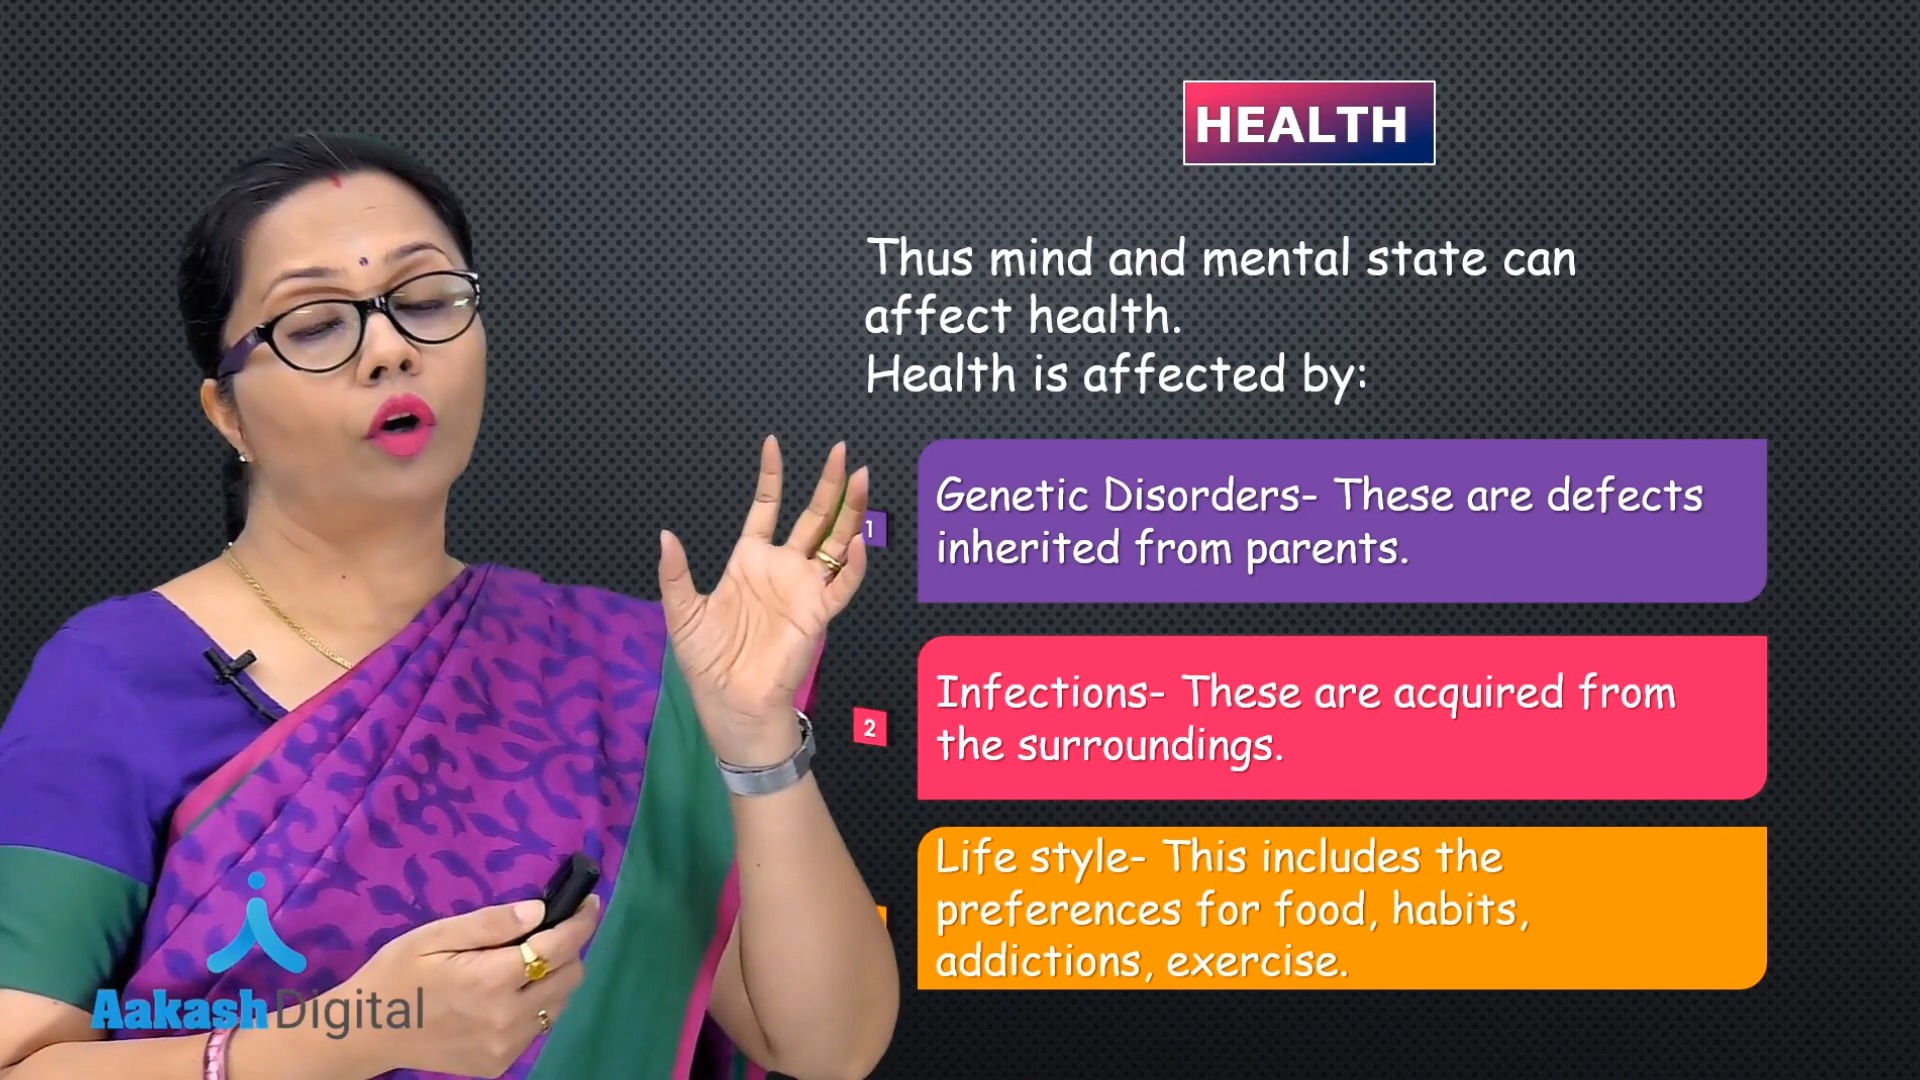 HEALTH
Thus mind and mental state can
affect health.
Health is affected by:
1
Genetic Disorders- These are defects
inherited from parents.
2
Infections- These are acquired from
the surroundings.
Life style- This includes the
preferences for food, habits,
addictions, exercise.
AakashDigital